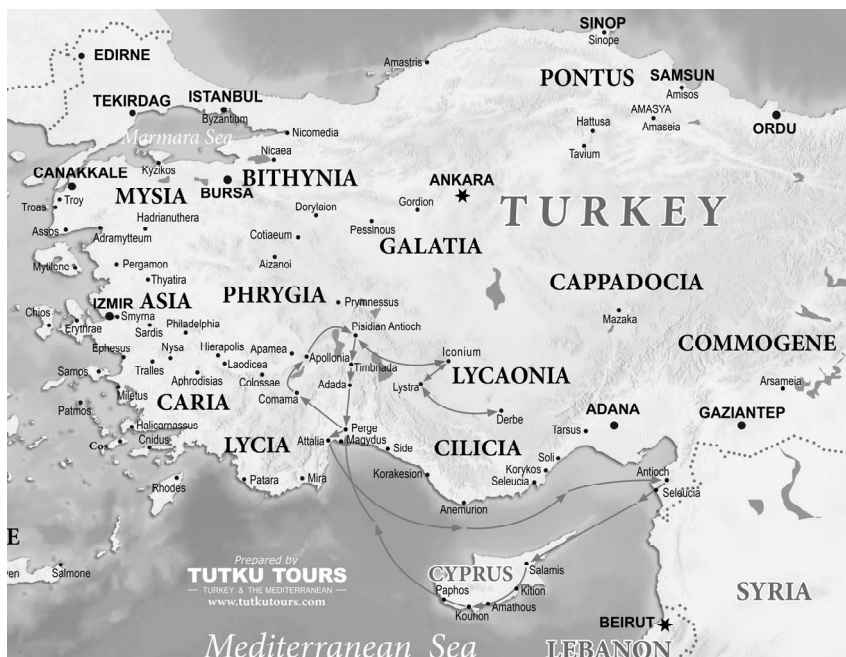 SINOP
Sinope
EDIRNE
Amastris
PONTUS
SAMSUN
Amisos
TEKIRDAG
ISTANBUL
Byzantium
Marmara Sea
Nicomedia
Hattusa
AMASYA
Amaseia
ORDU
Tavium
Nicaea
Kyzikos
CANAKKALE
MYSIA
BURSA
BITHYNIA
ANKARA
Troas
Troy
Hadrianuthera
Dorylaion
Gordion
TURKEY
Assos
Adramytteum
Cotiaeum
Pessinous
GALATIA
Mytilene
Pergamon
Aizanoi
Thyatira
CAPPADOCIA
PHRYGIA
Prymnessus
IZMIR
ASIA
Smyrna
Chios
Erythrae
Sardis
Philadelphia
Mazaka
Pisidian Antioch
COMMOGENE
Ephesus
Nysa
Hierapolis
Apamea
Apollonia
Iconium
Samos
Tralles
Laodicea
Timbriada
LYCAONIA
Aphrodisias
Colossae
Adada
Lystra
Arsameia
Miletus
Comama
Patmos
CARIA
Derbe
ADANA
GAZIANTEP
Halicarnassus
Perge
Tarsus
Cos
Cnidus
LYCIA
Attalia
Magydus
Side
CILICIA
Soli
Korykos
Antioch
Rhodes
Patara
Mira
Korakesion
Seleucia
Seleucia
Anemurion
E
Prepared by
TUTKU TOURS
TURKEY & THE MEDITERRANEAN
www.tutkutours.com
wen
Salmone
CYPRUS
Salamis
Paphos
Kition
Amathous
Kourion
SYRIA
BEIRUT
Mediterranean Sea
LEBANON